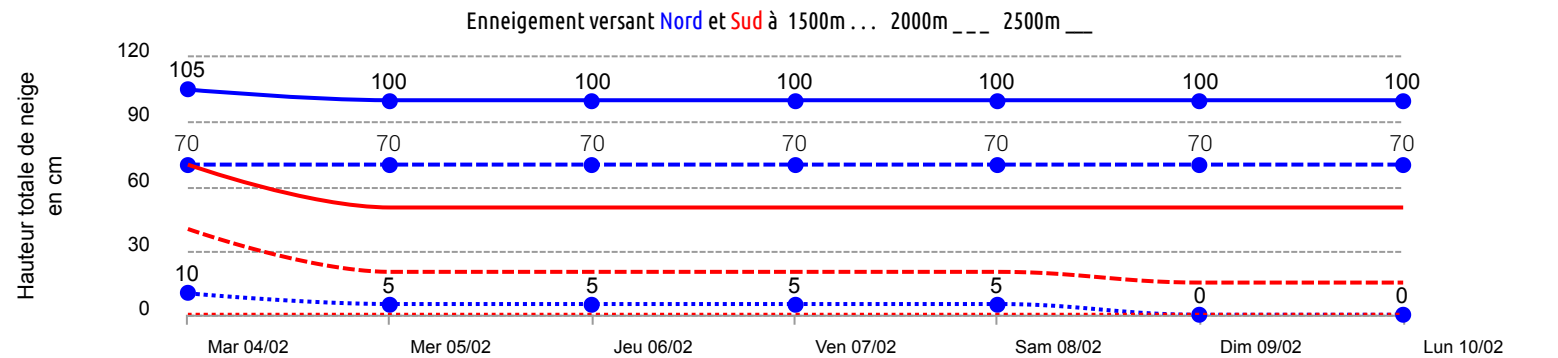 Enneigement versant Nord et Sud à 1500m . . . 2000m _ _ _ 2500m __
Hauteur totale de neige
en cm
120
105
100 100 100 100 100 100
90
70 70 70 70 70 70 70
60
30
10
5 5 5 5 0 0
0
Mar 04/02 Mer 05/02 Jeu 06/02 Ven 07/02 Sam 08/02 Dim 09/02 Lun 10/02